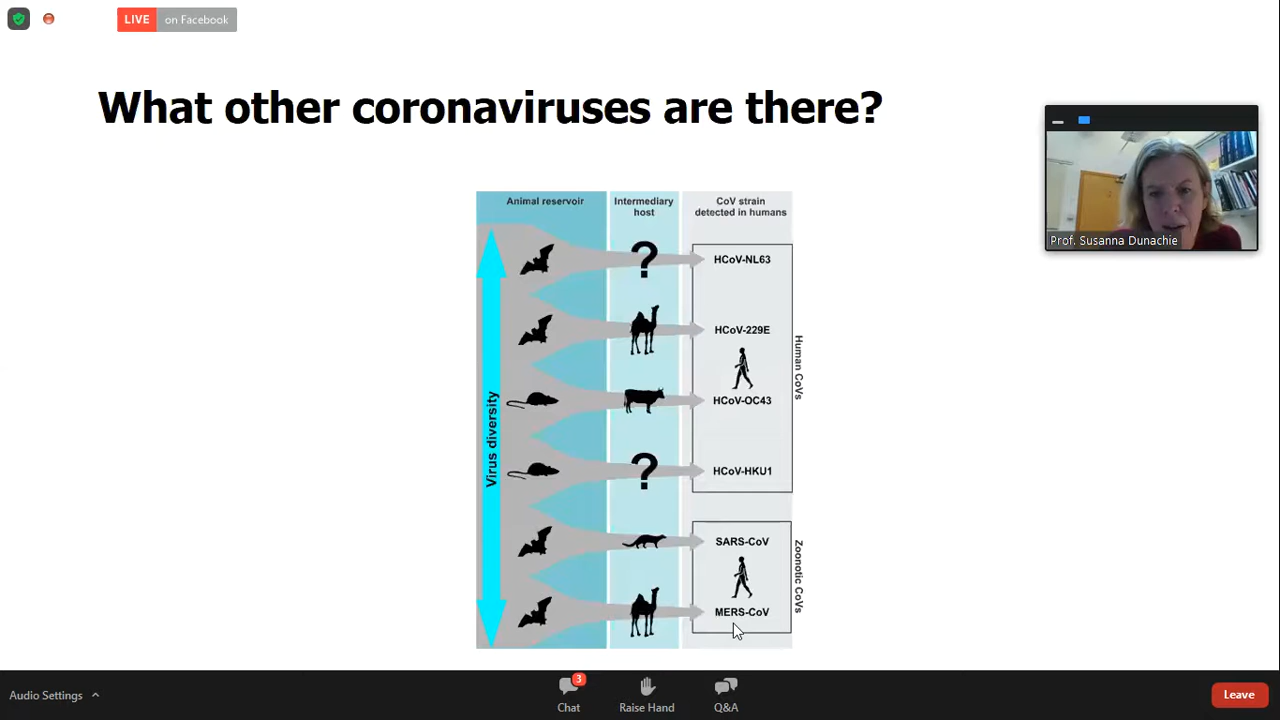 LIVE on Facebook
What other coronaviruses are there?
Prof. Susanna Dunachie
Animal reservoir
Intermediary
host
CoV strain
detected in humans
Virus diversity
?
HCoV-NL63
HCoV-229E
HCoV-OC43
?
HCoV-HKU1
Human CoVs
SARS-CoV
MERS-CoV
Zoonotic CoVs
Audio Settings
3
Chat
Raise Hand
Q&A
Leave